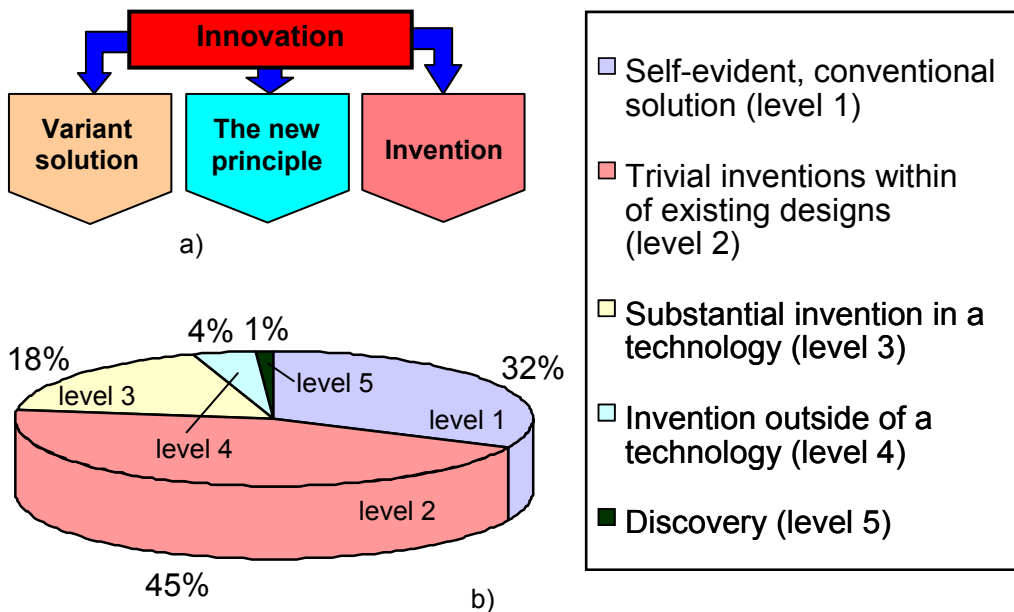 Innovation
Variant
solution
The new
principle
Invention
a)
4%
1%
18%
32%
level 5
level 3
level 1
level 4
level 2
45%
b)
Self-evident, conventional
solution (level 1)
Trivial inventions within
of existing designs
(level 2)
Substantial invention in a
technology (level 3)
Invention outside of a
technology (level 4)
Discovery (level 5)